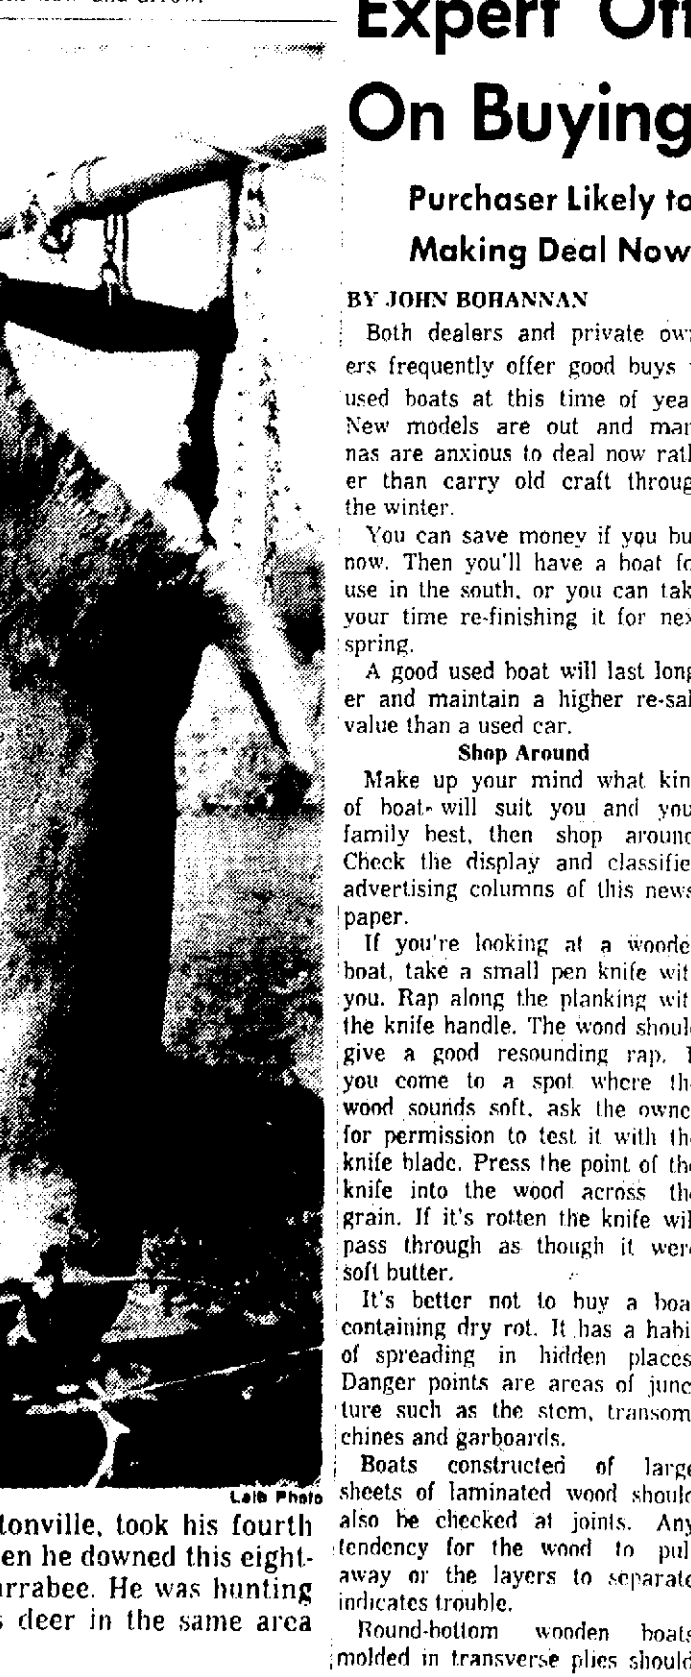 Expert Off
On Buying
Purchaser Likely to
Making Deal Now
BY JOHN BOHANNAN
Both dealers and private own
ers frequently offer good buys
used boats at this time of yea
New models are out and mar
nas are anxious to deal now rath
er than carry old craft throug
the winter.
You can save money if you bu
now. Then you'll have a boat fo
use in the south, or you can tak
your time re-finishing it for nex
spring.
A good used boat will last long
er and maintain a higher re-sal
value than a used car.
Shop Around
Make up your mind what kin
of boat will suit you and you
family best, then shop around
Check the display and classifie
advertising columns of this news
paper.
If you're looking at a woode
boat, take a small pen knife wit
you. Rap along the planking wit
the knife handle. The wood shoul
give a good resounding rap. I
you come to a spot where th
wood sounds soft, ask the owne
for permission to test it with th
knife blade. Press the point of the
knife into the wood across th
grain. If it's rotten the knife wil
pass through as though it were
soft butter.
It's better not to buy a boa
containing dry rot. It has a habi
of spreading in hidden places
Danger points are areas of junc
ture such as the stem, transom,
chines and garboards.
Boats constructed of large
sheets of laminated wood should
also be checked at joints. Any
tendency for the wood to pul
away or the layers to separate
indicates trouble.
Round-bottom wooden boats
molded in transverse plies should
Photo
tonville, took his fourth
en he downed this eight-
arrabee. He was hunting
s deer in the same area